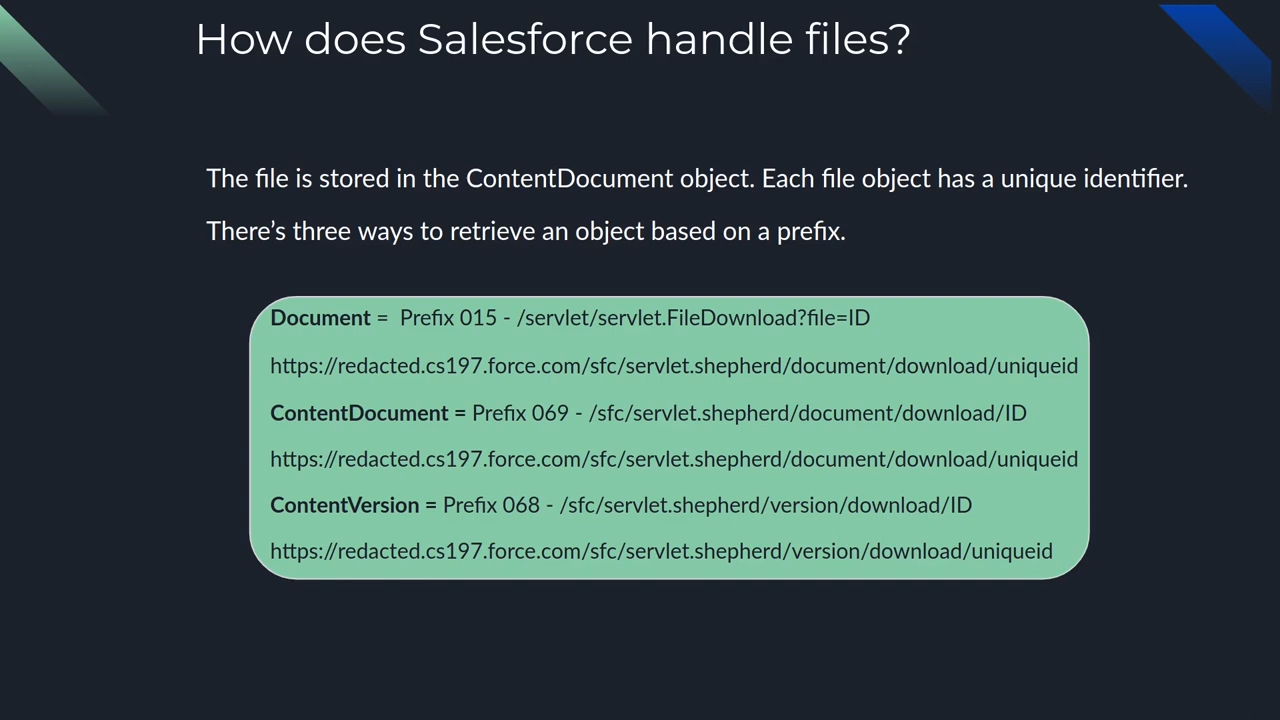 How does Salesforce handle files?
The file is stored in the ContentDocument object. Each file object has a unique identifier.
There's three ways to retrieve an object based on a prefix.
Document =  Prefix 015 - /servlet/servlet.FileDownload?file=ID
https://redacted.cs197.force.com/sfc/servlet.shepherd/document/download/uniqueid
ContentDocument = Prefix 069 - /sfc/servlet.shepherd/document/download/ID
https://redacted.cs197.force.com/sfc/servlet.shepherd/document/download/uniqueid
ContentVersion = Prefix 068 - /sfc/servlet.shepherd/version/download/ID
https://redacted.cs197.force.com/sfc/servlet.shepherd/version/download/uniqueid